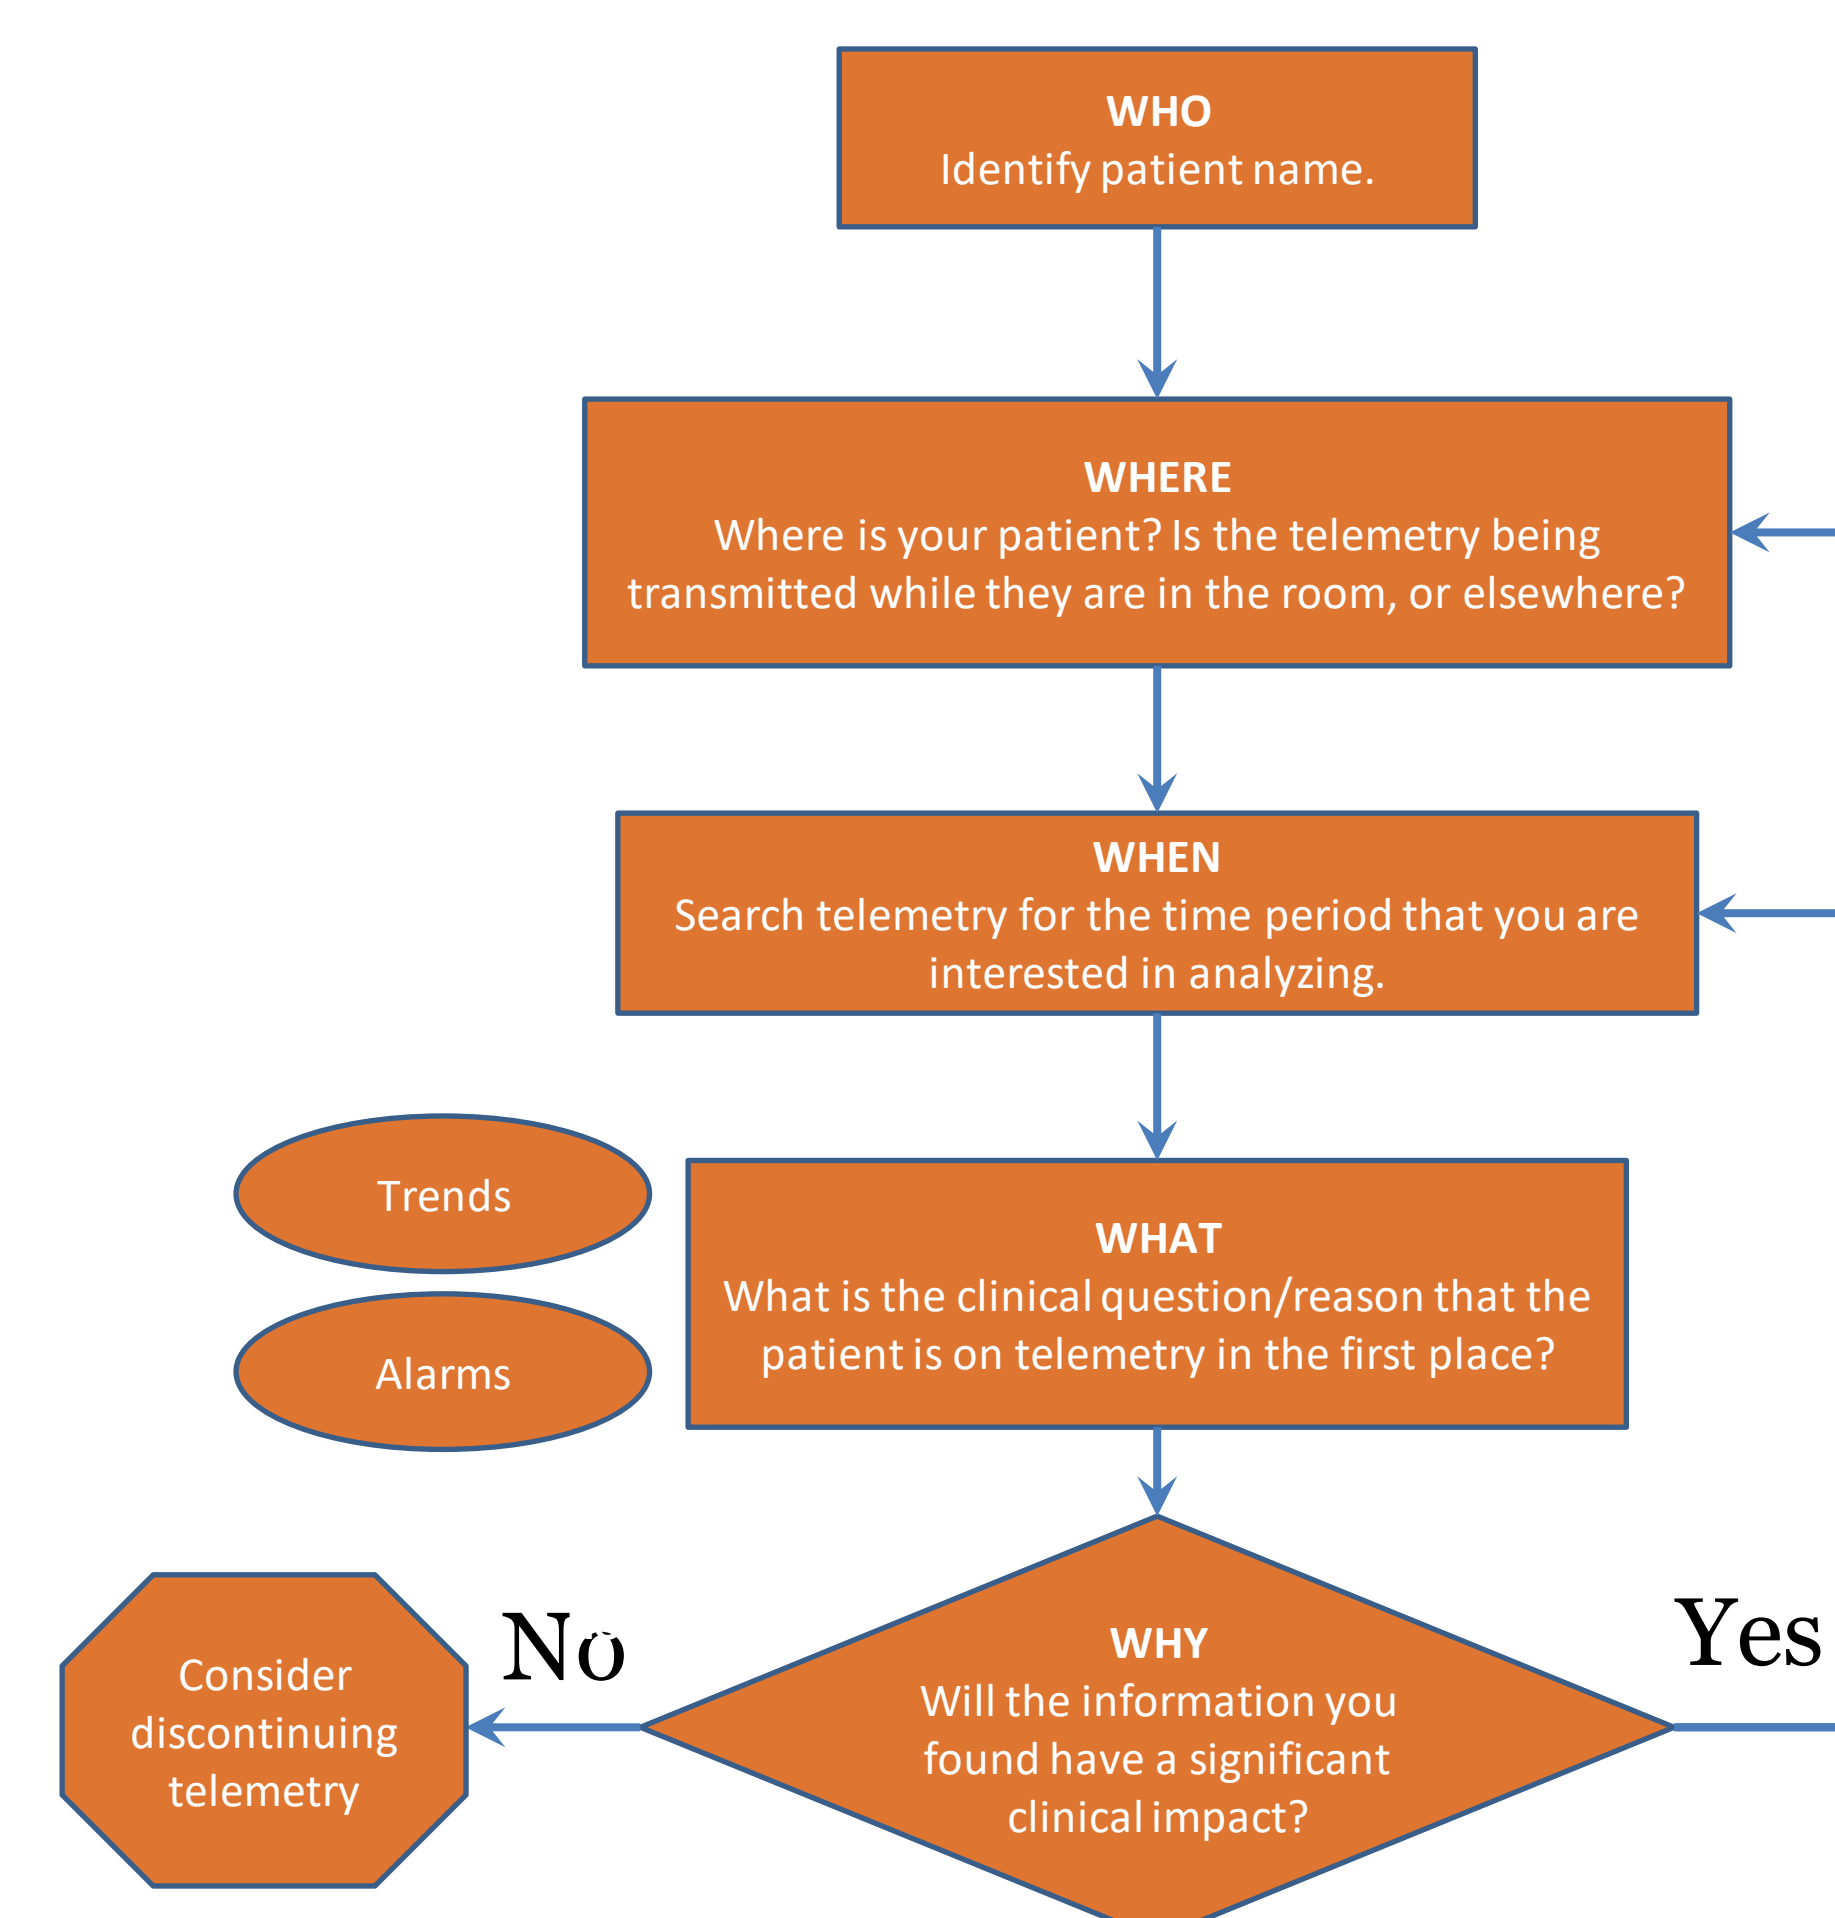 WHO
Identify patient name.
WHERE
Where is your patient? Is the telemetry being
transmitted while they are in the room, or elsewhere?
WHEN
Search telemetry for the time period that you are
interested in analyzing.
Trends
Alarms
WHAT
What is the clinical question/reason that the
patient is on telemetry in the first place?
Consider
discontinuing
telemetry
No
WHY
Will the information you
found have a significant
clinical impact?
Yes